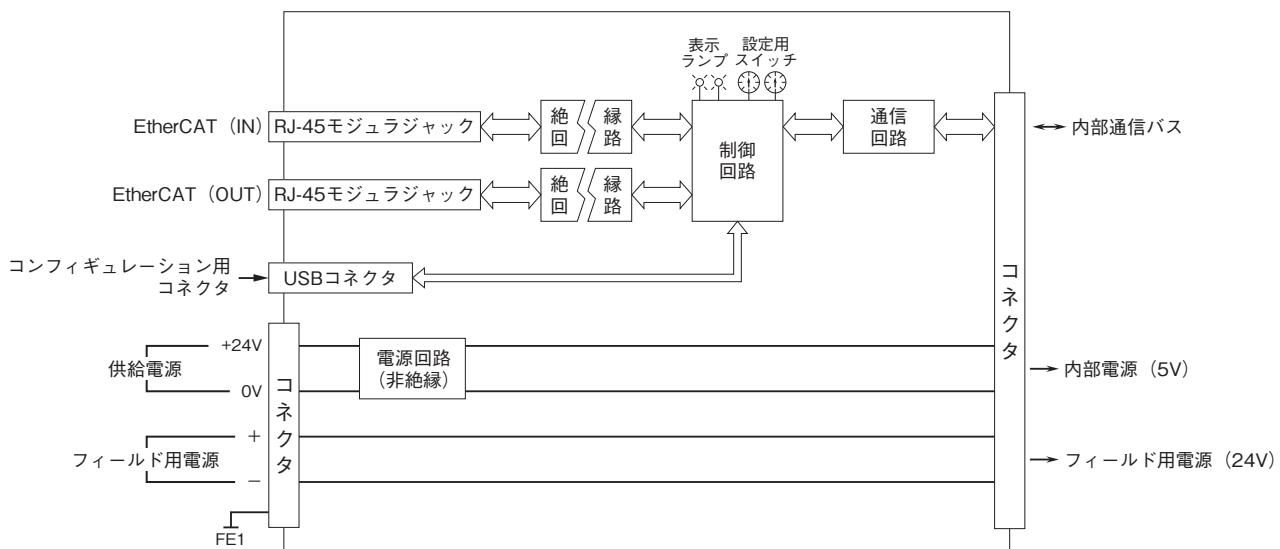 表示
ランプ
設定用
スイッチ
EtherCAT（IN）
RJ-45モジュラジャック
絶 縁
回 路
制御
回路
通信
回路
内部通信バス
EtherCAT（OUT）
RJ-45モジュラジャック
絶 縁
回 路
コンフィギュレーション用
コネクタ
USBコネクタ
コネクタ
供給電源
+24V
0V
コネクタ
電源回路
（非絶縁）
内部電源（5V）
フィールド用電源
＋
－
フィールド用電源（24V）
FE1